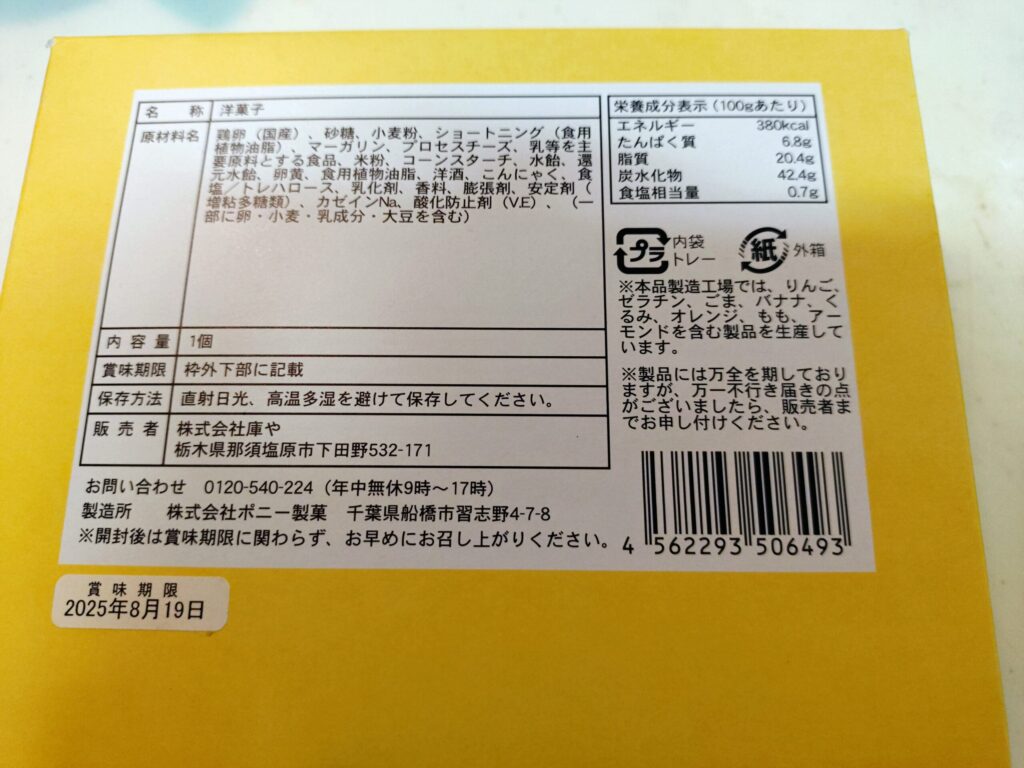 名称 洋菓子
原材料名 鶏卵（国産）、砂糖、小麦粉、ショートニング（食用
植物油脂）、マーガリン、プロセスチーズ、乳等を主
要原料とする食品、米粉、コーンスターチ、水飴、還
元水飴、卵黄、食用植物油脂、洋酒、こんにゃく、食
塩／トレハロース、乳化剤、香料、膨張剤、安定剤（
増粘多糖類）、カゼインNa、酸化防止剤（V.E）、（一
部に卵・小麦・乳成分・大豆を含む）
内容量 1個
賞味期限 枠外下部に記載
保存方法 直射日光、高温多湿を避けて保存してください。
販売者 株式会社庫や
栃木県那須塩原市下田野532-171
お問い合わせ 0120-540-224（年中無休9時～17時）
製造所 株式会社ポニー製菓 千葉県船橋市習志野4-7-8
※開封後は賞味期限に関わらず、お早めにお召し上がりください。
栄養成分表示（100gあたり）
エネルギー 380kcal
たんぱく質 6.8g
脂質 20.4g
炭水化物 42.4g
食塩相当量 0.7g
プラ 内袋
トレー
紙 外箱
※本品製造工場では、りんご、
ゼラチン、ごま、バナナ、く
るみ、オレンジ、もも、アー
モンドを含む製品を生産して
います。
※製品には万全を期しており
ますが、万一不行き届きの点
がございましたら、販売者ま
でお申し付けください。
4 562293 506493
賞味期限
2025年8月19日